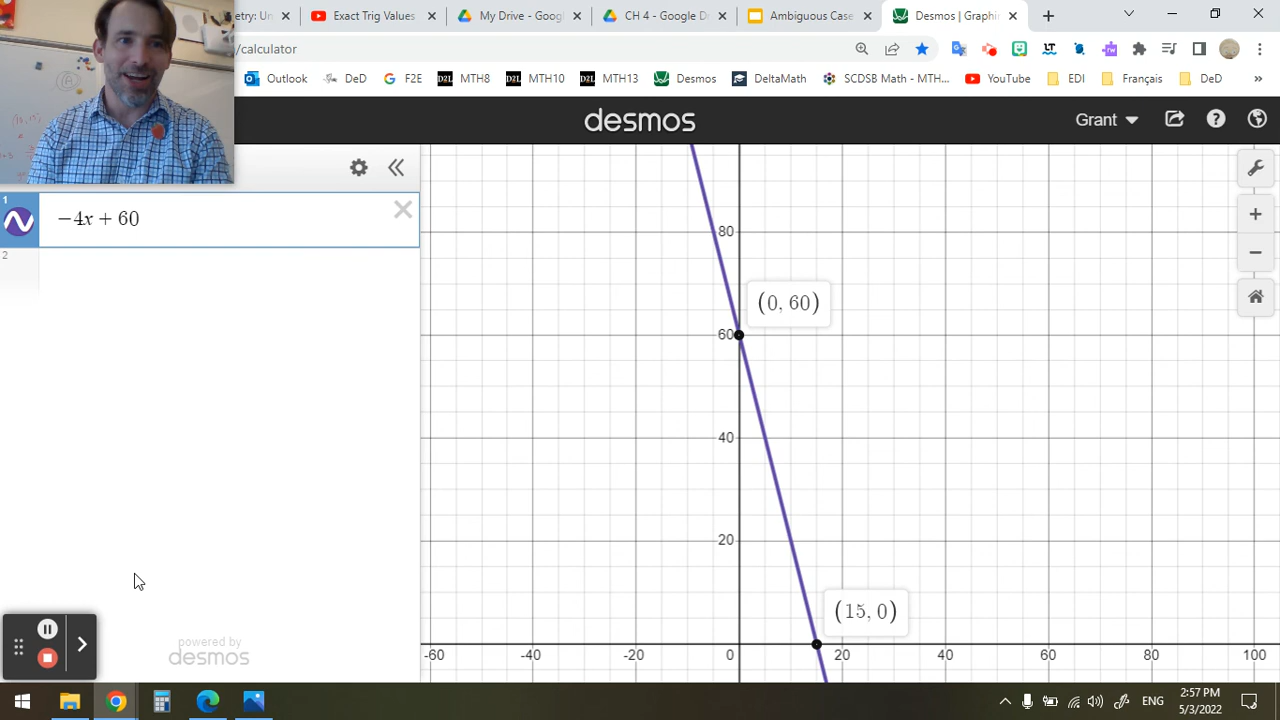 etry: Ur
Exact Trig Values
My Drive - Googl
CH 4 - Google D
Ambiguous Case
Desmos | Graphi
/calculator
Outlook
DeD
F2E
MTH8
MTH10
MTH13
Desmos
DeltaMath
SCDSB Math - MTH...
YouTube
EDI
Français
DeD
»
desmos
Grant
1
−4x + 60
2
80
(0, 60)
60
40
20
(15, 0)
-60 -40 -20 0 20 40 60 80 100
powered by
desmos
ENG
2:57 PM
5/3/2022